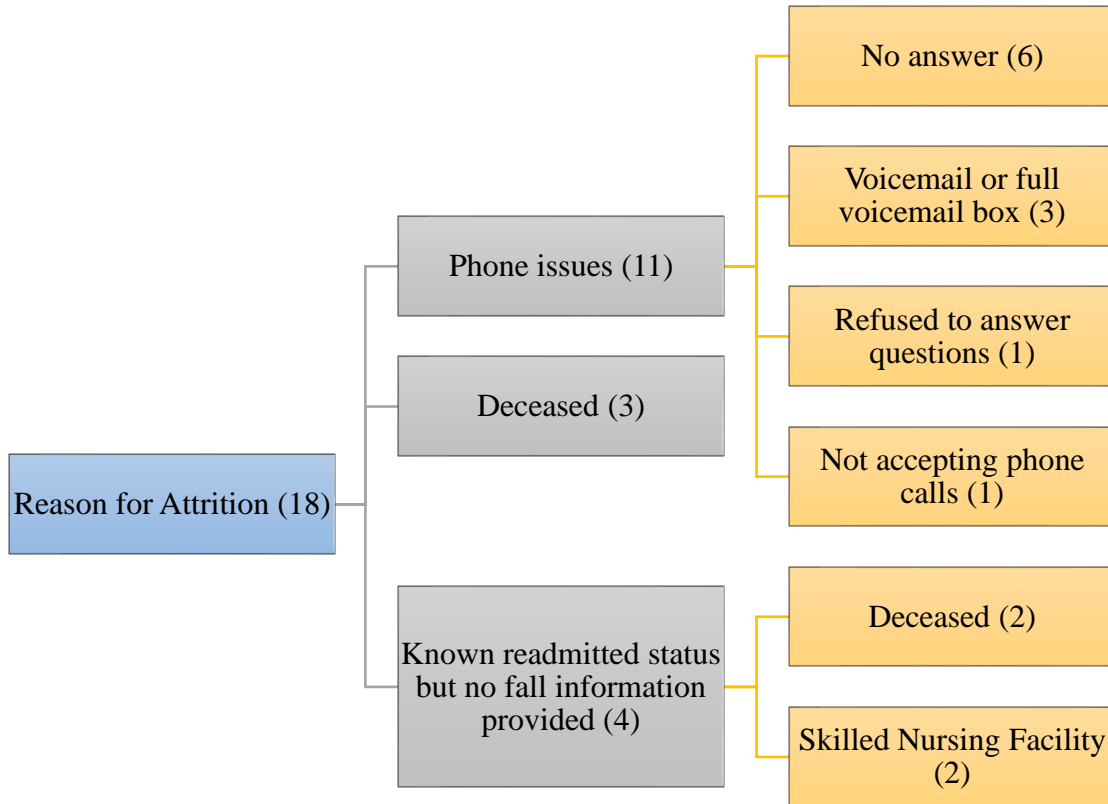 Reason for Attrition (18)
Phone issues (11)
No answer (6)
Voicemail or full
voicemail box (3)
Refused to answer
questions (1)
Not accepting phone
calls (1)
Deceased (3)
Known readmitted status
but no fall information
provided (4)
Deceased (2)
Skilled Nursing Facility
(2)